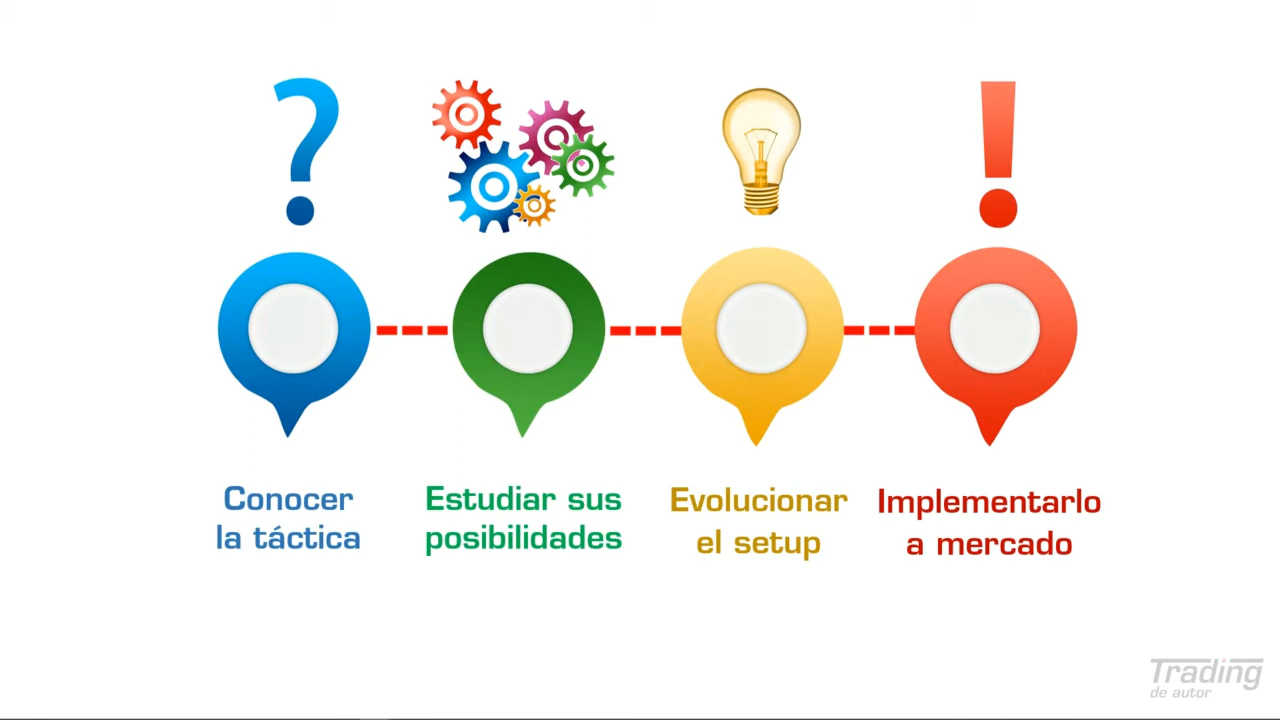 ?
!
Conocer
la táctica
Estudiar sus
posibilidades
Evolucionar
el setup
Implementarlo
a mercado
Trading
de autor